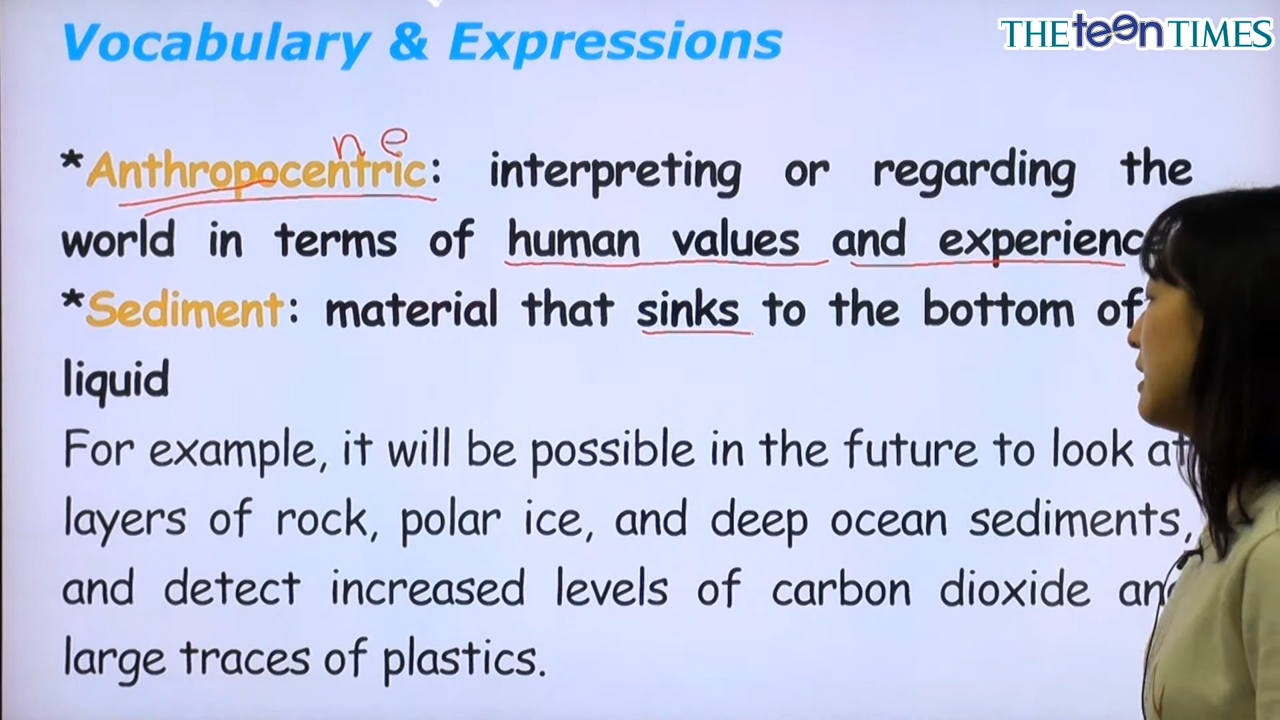 THE teen TIMES
Vocabulary & Expressions
n e
*Anthropocentric: interpreting or regarding the
world in terms of human values and experienc
*Sediment: material that sinks to the bottom of
liquid
For example, it will be possible in the future to look at
layers of rock, polar ice, and deep ocean sediments,
and detect increased levels of carbon dioxide and
large traces of plastics.